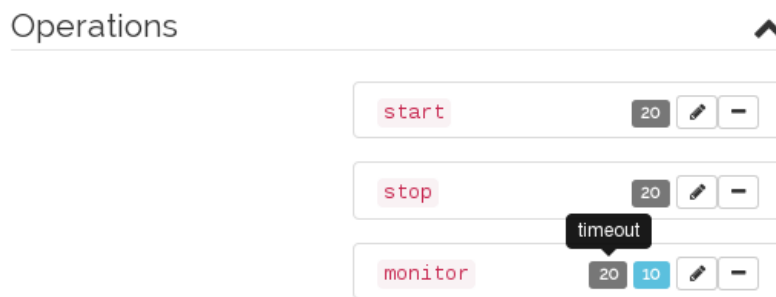 Operations
start 20
stop 20
timeout
monitor 20 10